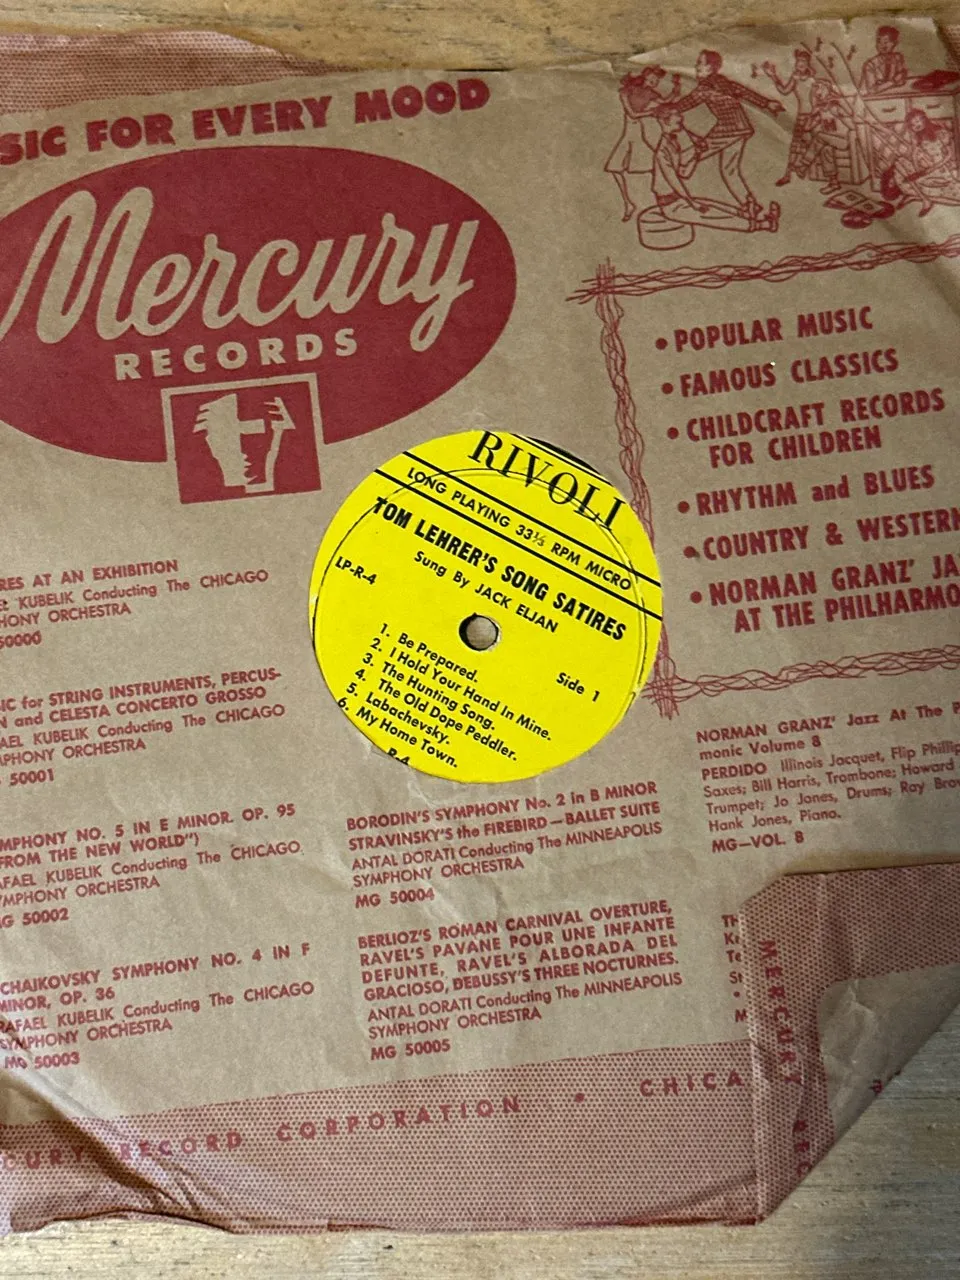 FOR EVERY MOOD
Mercury
RECORDS
• POPULAR MUSIC
• FAMOUS CLASSICS
• CHILDCRAFT RECORDS
FOR CHILDREN
• RHYTHM and BLUES
• COUNTRY & WESTERN
• NORMAN GRANZ' JA
AT THE PHILHARMO
RIVOLI
LONG PLAYING 33⅓ RPM MICRO
TOM LEHRER'S SONG SATIRES
Sung By JACK ELJAN
LP-R-4
Side 1
1. Be Prepared.
2. I Hold Your Hand In Mine.
3. The Hunting Song.
4. The Old Dope Peddler.
5. Labachevsky.
6. My Home Town.
R-4
RES AT AN EXHIBITION
KUBELIK Conducting The CHICAGO
HONY ORCHESTRA
50000
SIC for STRING INSTRUMENTS, PERCUS-
N and CELESTA CONCERTO GROSSO
AEL KUBELIK Conducting The CHICAGO
PHONY ORCHESTRA
50001
MPHONY NO. 5 IN E MINOR. OP. 95
FROM THE NEW WORLD")
AFAEL KUBELIK Conducting The CHICAGO
YMPHONY ORCHESTRA
G 50002
CHAIKOVSKY SYMPHONY NO. 4 IN F
MINOR, OP. 36
RAFAEL KUBELIK Conducting The CHICAGO
SYMPHONY ORCHESTRA
MG 50003
BORODIN'S SYMPHONY No. 2 in B MINOR
STRAVINSKY'S the FIREBIRD—BALLET SUITE
ANTAL DORATI Conducting The MINNEAPOLIS
SYMPHONY ORCHESTRA
MG 50004
BERLIOZ'S ROMAN CARNIVAL OVERTURE,
RAVEL'S PAVANE POUR UNE INFANTE
DEFUNTE, RAVEL'S ALBORADA DEL
GRACIOSO, DEBUSSY'S THREE NOCTURNES.
ANTAL DORATI Conducting The MINNEAPOLIS
SYMPHONY ORCHESTRA
MG 50005
NORMAN GRANZ' Jazz At The P
monic Volume 8
PERDIDO Illinois Jacquet, Flip Phillip
Saxes; Bill Harris, Trombone; Howard
Trumpet; Jo Jones, Drums; Ray Bro
Hank Jones, Piano.
MG—VOL. 8
MERCURY
CURY RECORD CORPORATION • CHICA